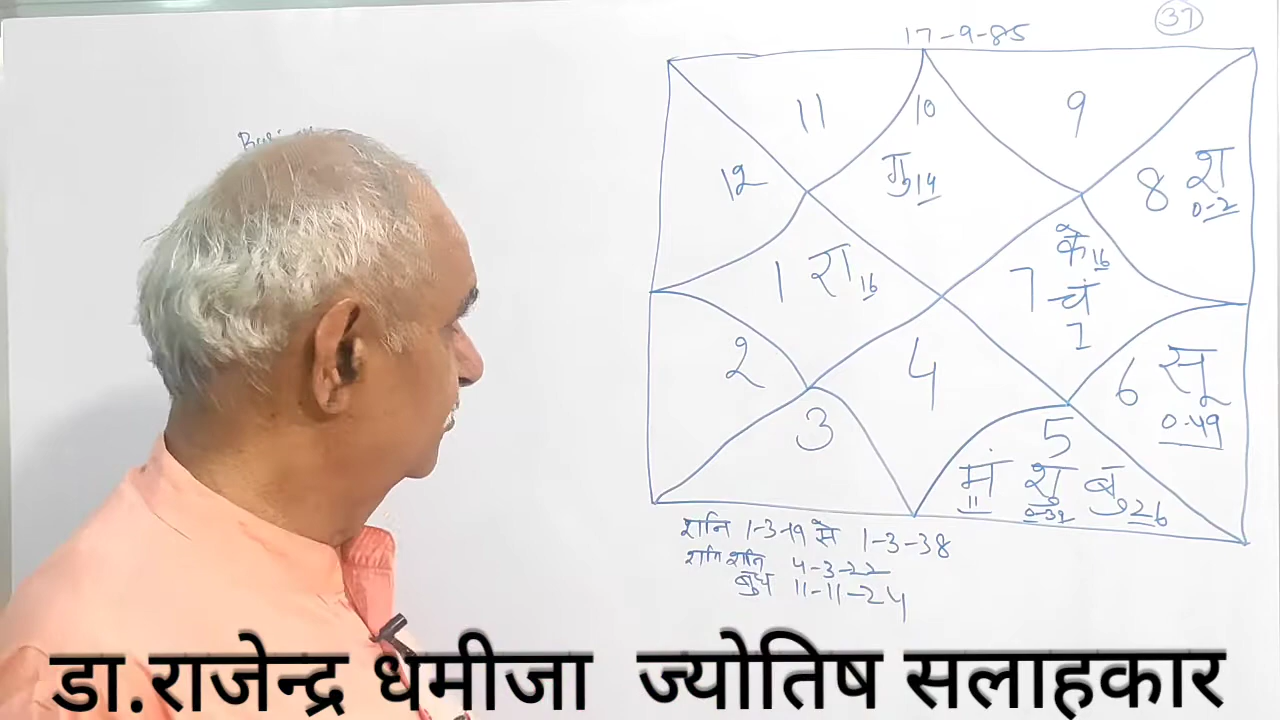 37
17-9-85
11
10
9
12
गु 14
8 श 0-2
1 रा 16
के 16
7 चं 7
2
4
6 सू 0-49
3
5
मं 11 शु 0-39 बु 26
शनि 1-3-19 से 1-3-38
शनि शनि 4-3-22
बुध 11-11-24
डा.राजेन्द्र धमीजा ज्योतिष सलाहकार